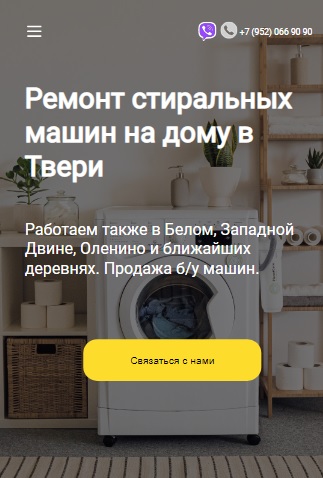 +7 (952) 066 90 90
Ремонт стиральных
машин на дому в
Твери
Работаем также в Белом, Западной
Двине, Оленино и ближайших
деревнях. Продажа б/у машин.
Связаться с нами